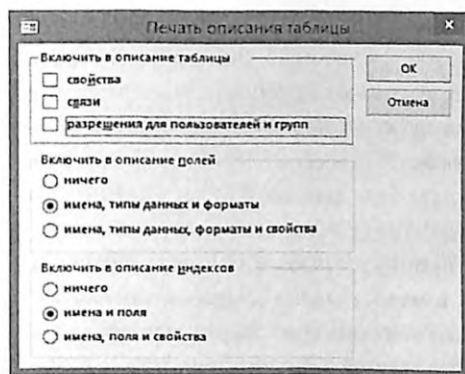 Печать описания таблицы
Включить в описание таблицы
свойства
связи
разрешения для пользователей и групп
ОК
Отмена
Включить в описание полей
ничего
имена, типы данных и форматы
имена, типы данных, форматы и свойства
Включить в описание индексов
ничего
имена и поля
имена, поля и свойства